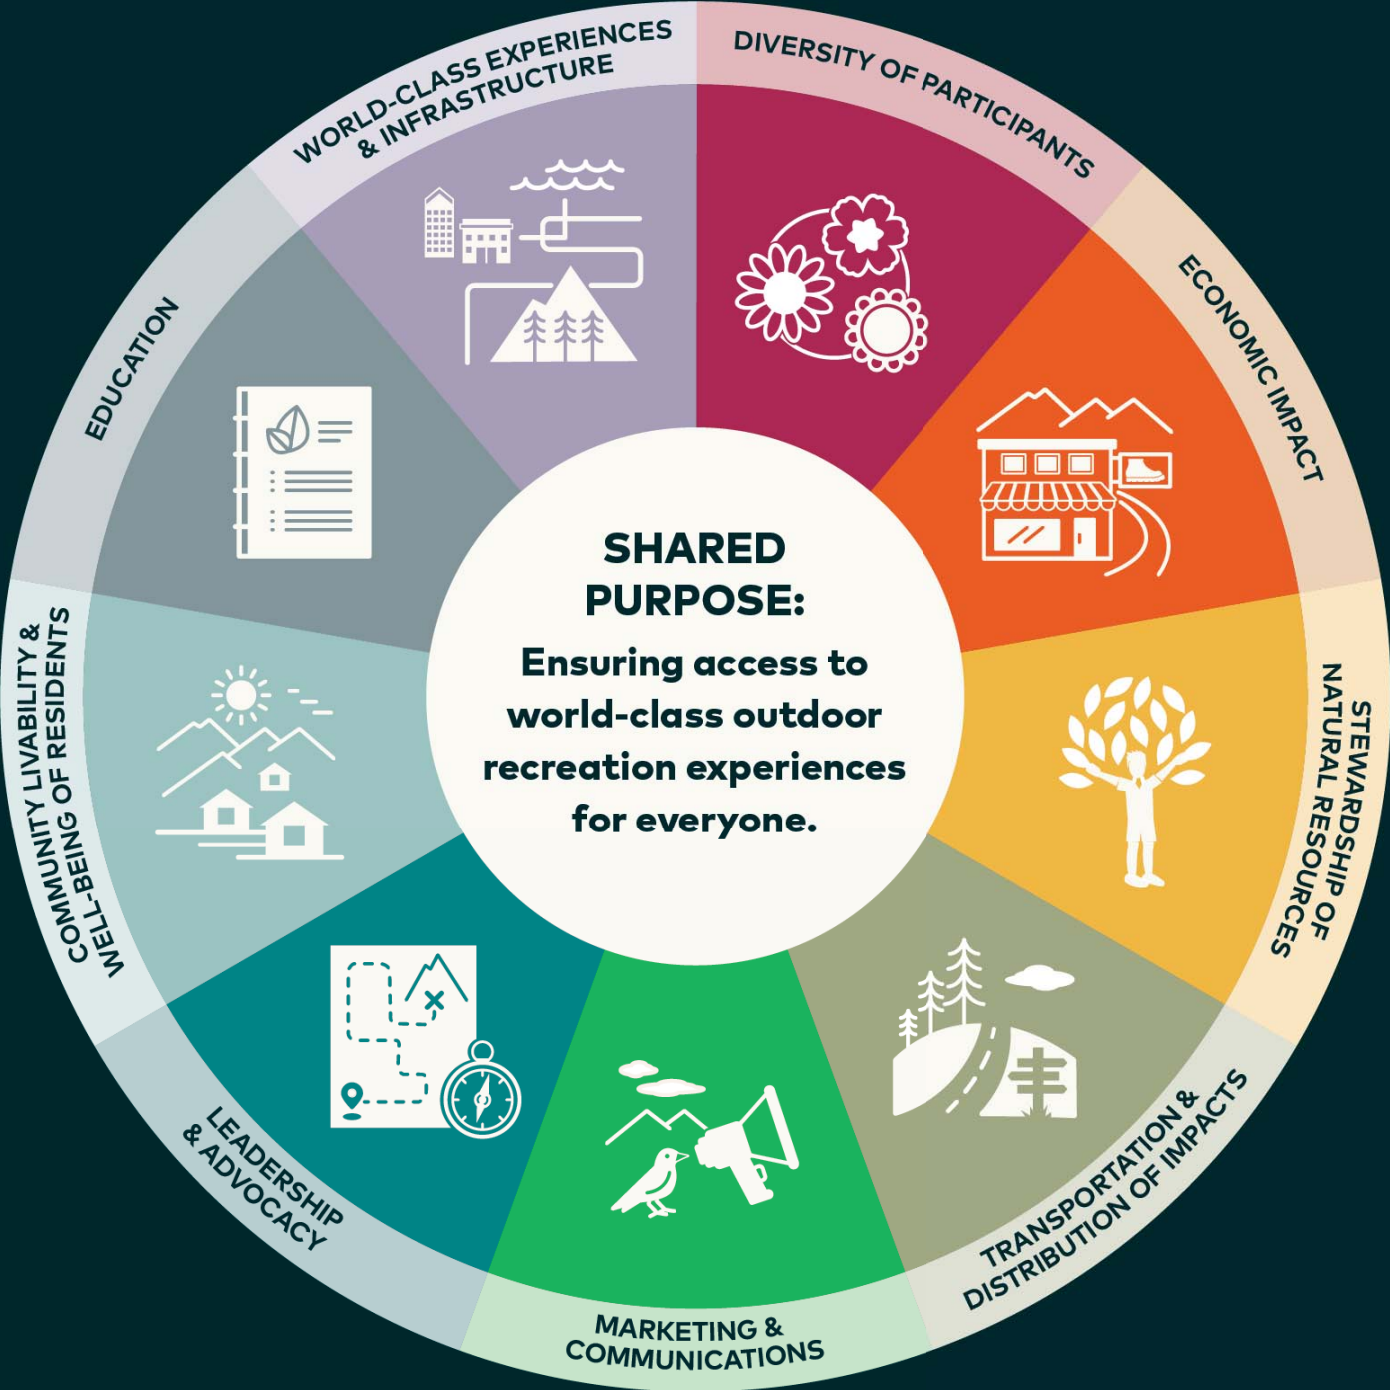 SHARED
PURPOSE:
Ensuring access to
world-class outdoor
recreation experiences
for everyone.
DIVERSITY OF PARTICIPANTS
ECONOMIC IMPACT
STEWARDSHIP OF
NATURAL RESOURCES
TRANSPORTATION &
DISTRIBUTION OF IMPACTS
MARKETING &
COMMUNICATIONS
LEADERSHIP
& ADVOCACY
COMMUNITY LIVABILITY &
WELL-BEING OF RESIDENTS
EDUCATION
WORLD-CLASS EXPERIENCES
& INFRASTRUCTURE